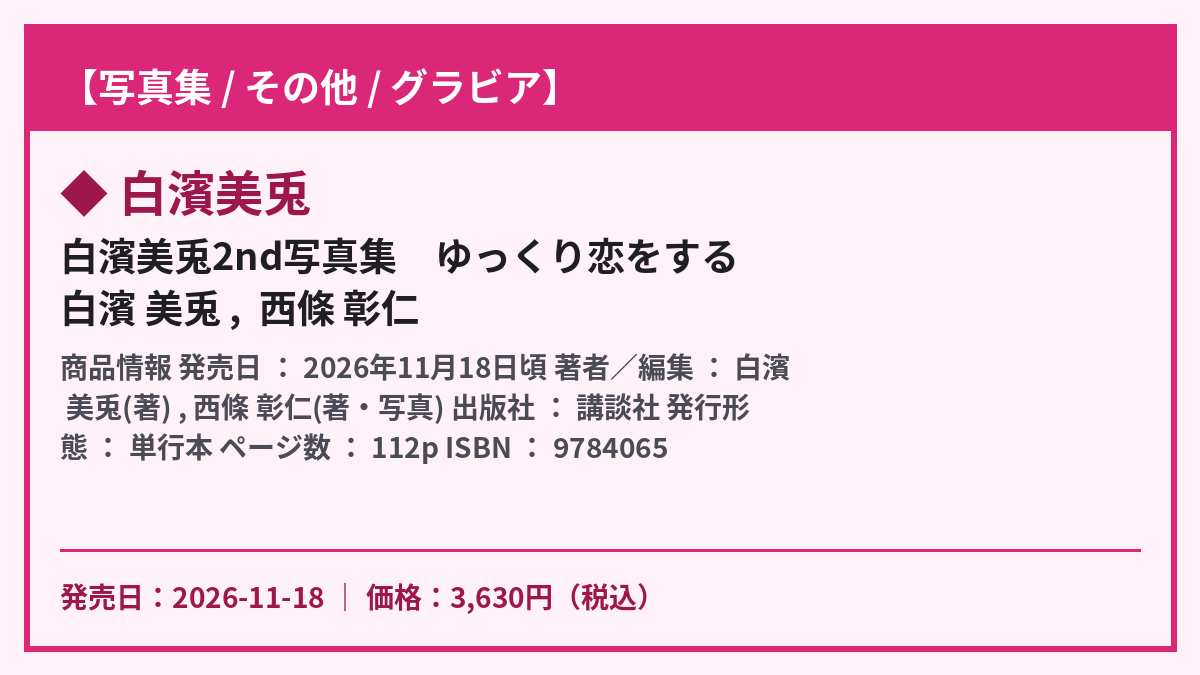 【写真集 / その他 / グラビア】
◆ 白濱美兎
白濱美兎2nd写真集　ゆっくり恋をする
白濱 美兎 , 西條 彰仁
商品情報 発売日 ： 2026年11月18日頃 著者／編集 ： 白濱
美兎(著) , 西條 彰仁(著・写真) 出版社 ： 講談社 発行形
態 ： 単行本 ページ数 ： 112p ISBN ： 9784065
発売日：2026-11-18 ｜ 価格：3,630円（税込）